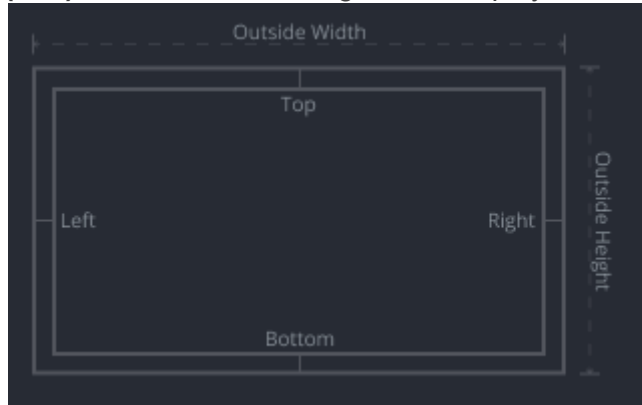 Outside Width
Top
Left
Right
Outside Height
Bottom